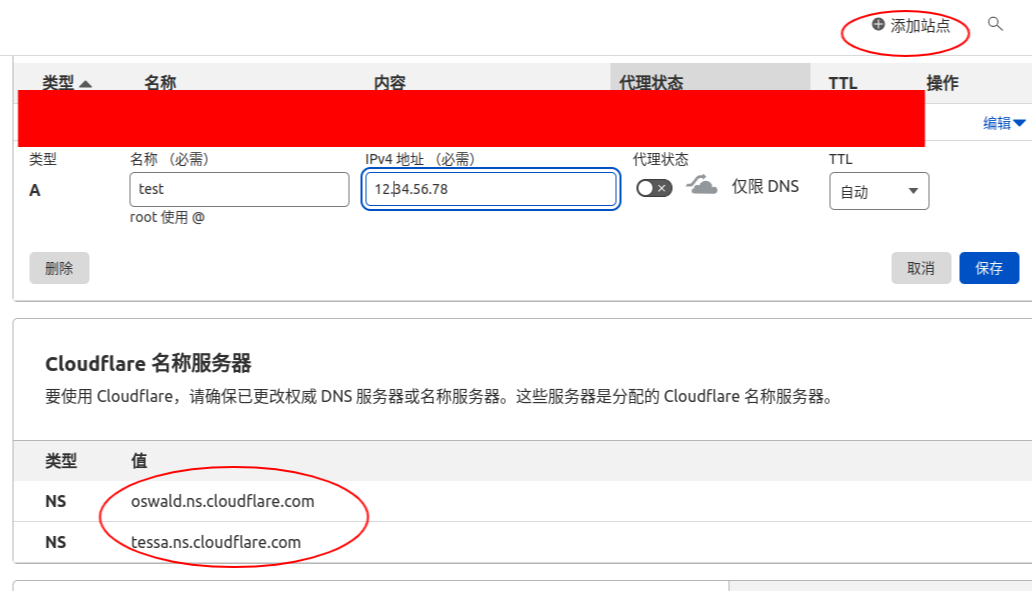 添加站点
类型 名称 内容 代理状态 TTL 操作
编辑
类型 名称 （必需） IPv4 地址 （必需） 代理状态 TTL
A test 12.34.56.78 仅限 DNS 自动
root 使用 @
删除 取消 保存
Cloudflare 名称服务器
要使用 Cloudflare，请确保已更改权威 DNS 服务器或名称服务器。这些服务器是分配的 Cloudflare 名称服务器。
类型 值
NS oswald.ns.cloudflare.com
NS tessa.ns.cloudflare.com